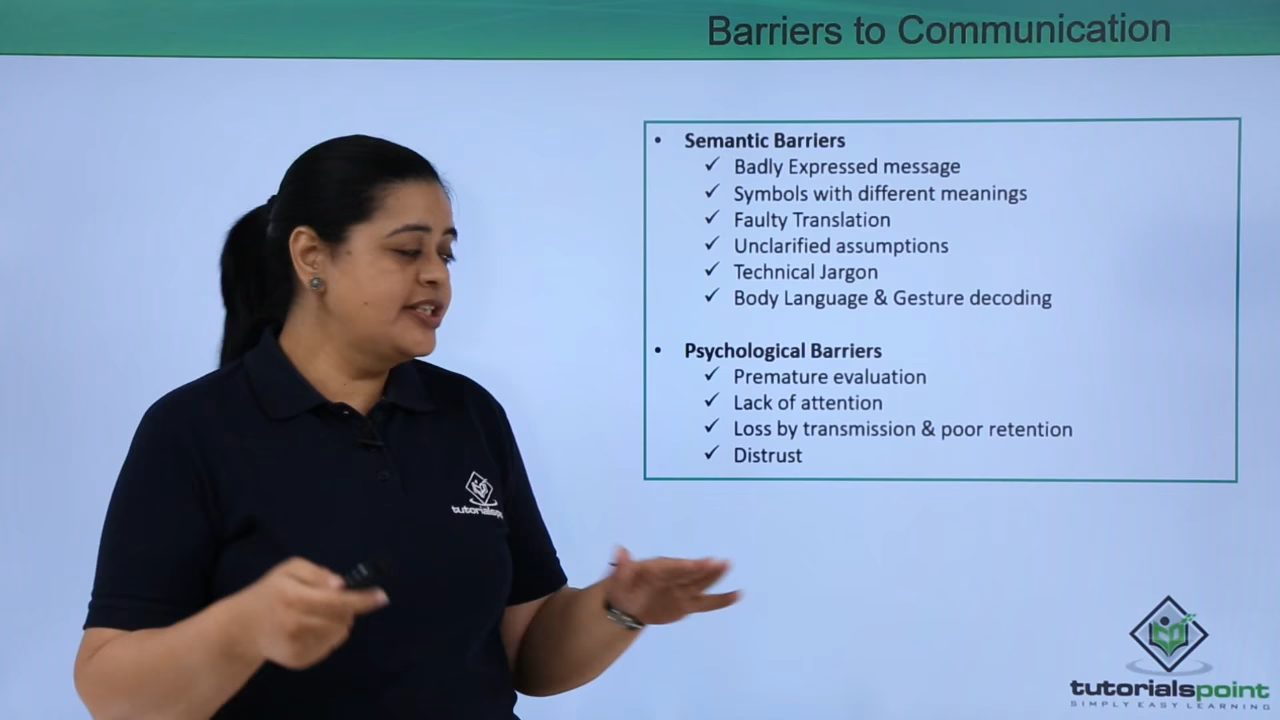 Barriers to Communication
• Semantic Barriers
✓ Badly Expressed message
✓ Symbols with different meanings
✓ Faulty Translation
✓ Unclarified assumptions
✓ Technical Jargon
✓ Body Language & Gesture decoding
• Psychological Barriers
✓ Premature evaluation
✓ Lack of attention
✓ Loss by transmission & poor retention
✓ Distrust
tutorialspo
tutorialspoint
SIMPLY EASY LEARNING